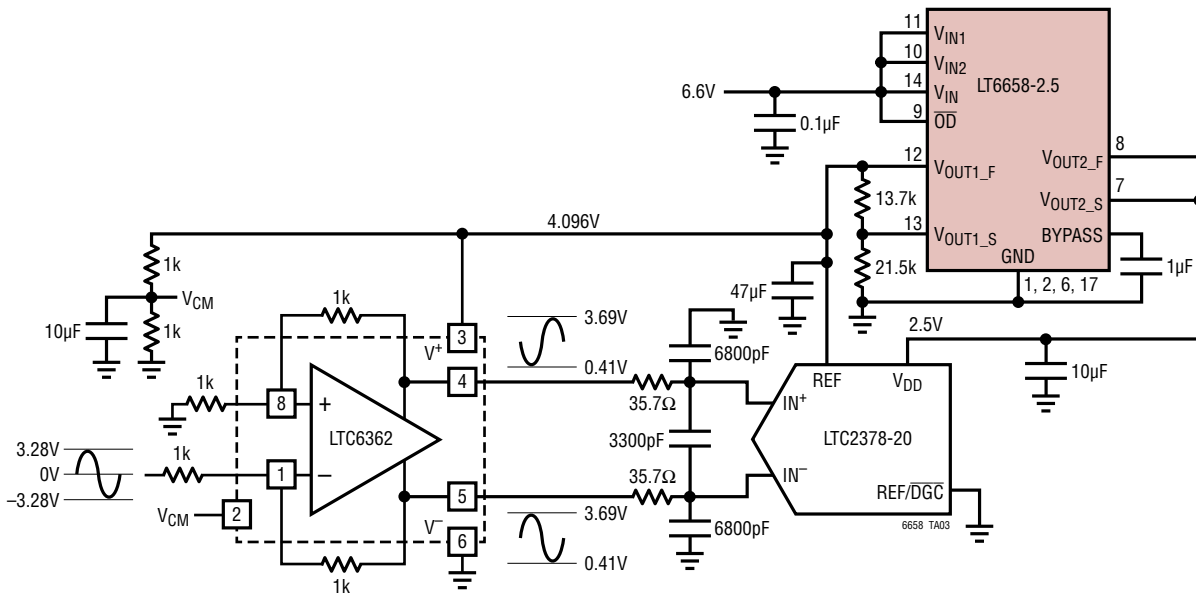 11
V_IN1
10
V_IN2
14
V_IN
9
OD
LT6658-2.5
6.6V
0.1µF
12
V_OUT1_F
13.7k
13
V_OUT1_S
21.5k
V_OUT2_F
8
V_OUT2_S
7
BYPASS
GND
1, 2, 6, 17
1µF
4.096V
1k
V_CM
10µF
1k
47µF
2.5V
10µF
1k
V+
3
4
3.69V
0.41V
6800pF
35.7Ω
1k
8
+
LTC6362
3300pF
REF
V_DD
IN+
LTC2378-20
IN−
REF/DGC
6658 TA03
3.28V
0V
−3.28V
1k
1
−
35.7Ω
V_CM
2
5
V−
6
3.69V
0.41V
6800pF
1k